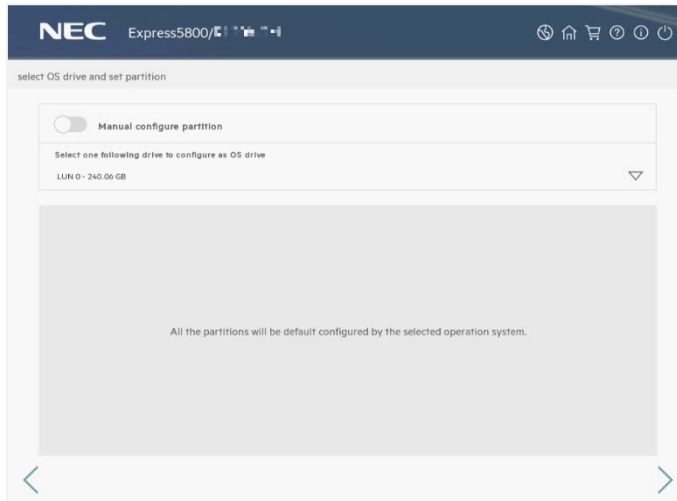 NEC Express5800/
select OS drive and set partition
Manual configure partition
Select one following drive to configure as OS drive
LUN 0 - 240.06 GB
All the partitions will be default configured by the selected operation system.